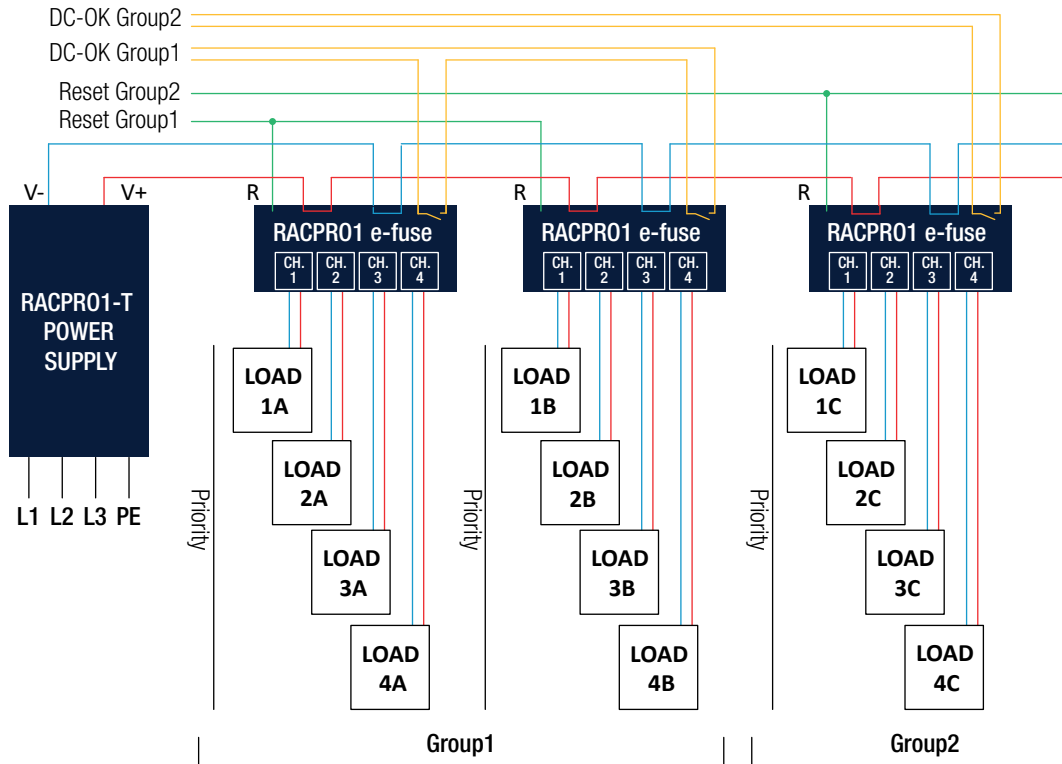 DC-OK Group2
DC-OK Group1
Reset Group2
Reset Group1
V-
V+
R
R
R
RACPRO1-T
POWER
SUPPLY
L1 L2 L3 PE
RACPRO1 e-fuse
CH. 1
CH. 2
CH. 3
CH. 4
RACPRO1 e-fuse
CH. 1
CH. 2
CH. 3
CH. 4
RACPRO1 e-fuse
CH. 1
CH. 2
CH. 3
CH. 4
Priority
LOAD
1A
LOAD
2A
LOAD
3A
LOAD
4A
Priority
LOAD
1B
LOAD
2B
LOAD
3B
LOAD
4B
Priority
LOAD
1C
LOAD
2C
LOAD
3C
LOAD
4C
Group1
Group2